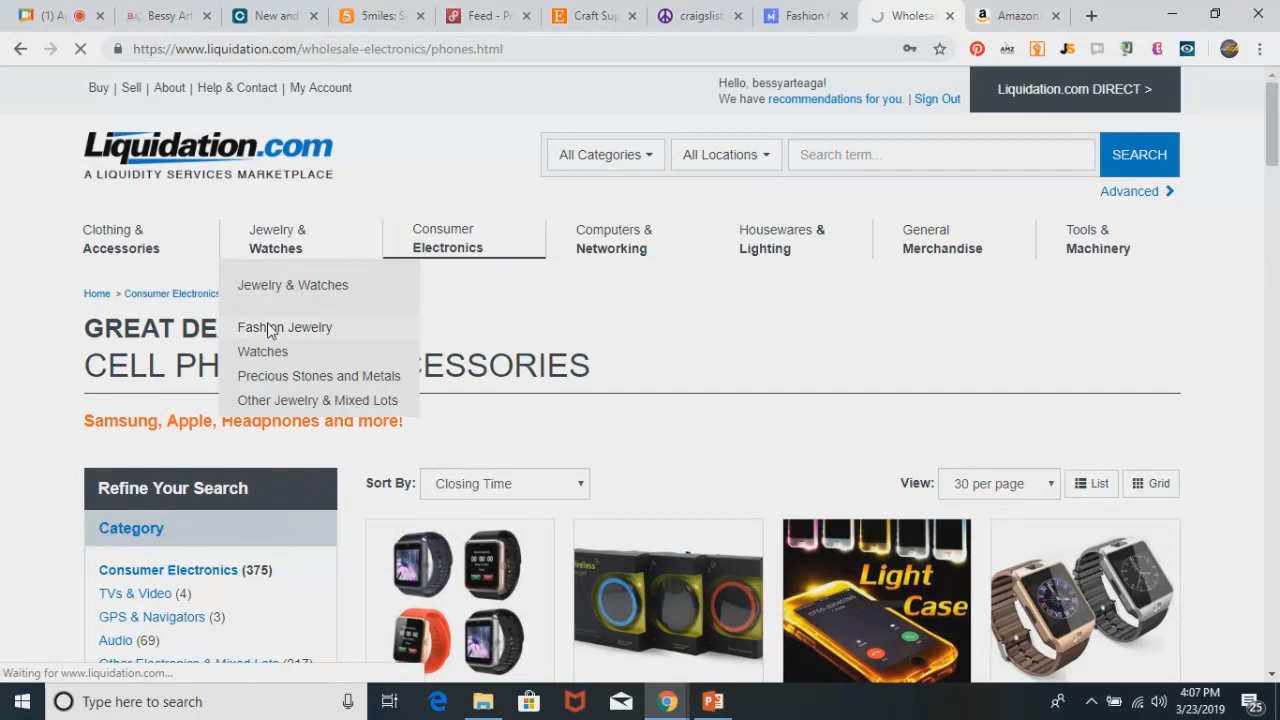 (14) A
Bessy Art
New and
5miles: S
Feed - Po
Craft Sup
craigslist
Fashion
Wholesal
Amazon.
https://www.liquidation.com/wholesale-electronics/phones.html
Buy | Sell | About | Help & Contact | My Account
Hello, bessyarteaga!
We have recommendations for you. | Sign Out
Liquidation.com DIRECT >
Liquidation.com
A LIQUIDITY SERVICES MARKETPLACE
All Categories
All Locations
Search term...
SEARCH
Advanced
Clothing &
Accessories
Jewelry &
Watches
Consumer
Electronics
Computers &
Networking
Housewares &
Lighting
General
Merchandise
Tools &
Machinery
Jewelry & Watches
Fashion Jewelry
Watches
Precious Stones and Metals
Other Jewelry & Mixed Lots
Home > Consumer Electronics
GREAT DE
CELL PH CESSORIES
Samsung, Apple, Headphones and more!
Refine Your Search
Category
Consumer Electronics (375)
TVs & Video (4)
GPS & Navigators (3)
Audio (69)
Other Electronics & Mixed Lots (217)
Sort By: Closing Time
View: 30 per page
List
Grid
Light
Case
Waiting for www.liquidation.com...
Type here to search
4:07 PM
3/23/2019
25